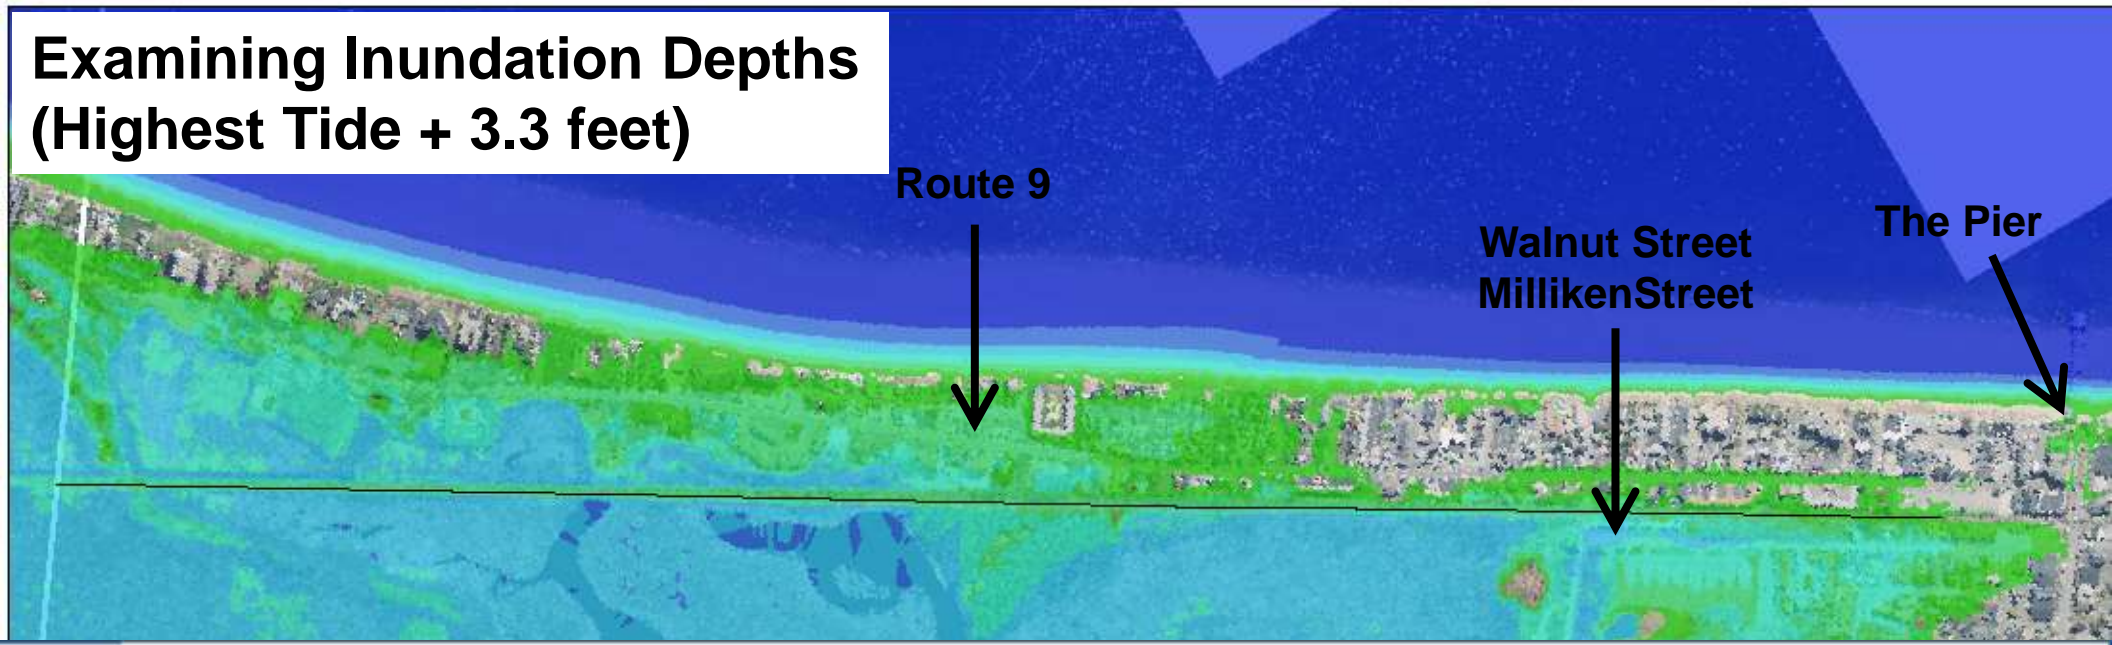 Examining Inundation Depths
(Highest Tide + 3.3 feet)
Route 9
Walnut Street
MillikenStreet
The Pier